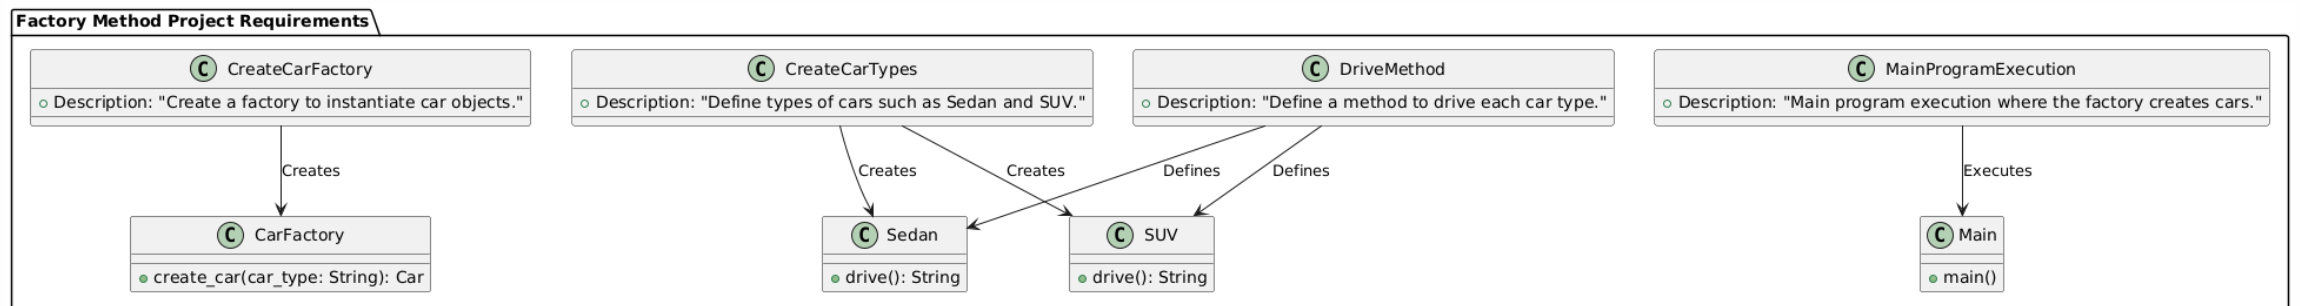 Factory Method Project Requirements
C CreateCarFactory
Description: "Create a factory to instantiate car objects."
C CreateCarTypes
Description: "Define types of cars such as Sedan and SUV."
C DriveMethod
Description: "Define a method to drive each car type."
C MainProgramExecution
Description: "Main program execution where the factory creates cars."
Creates
Creates
Creates
Defines
Defines
Executes
C CarFactory
create_car(car_type: String): Car
C Sedan
drive(): String
C SUV
drive(): String
C Main
main()